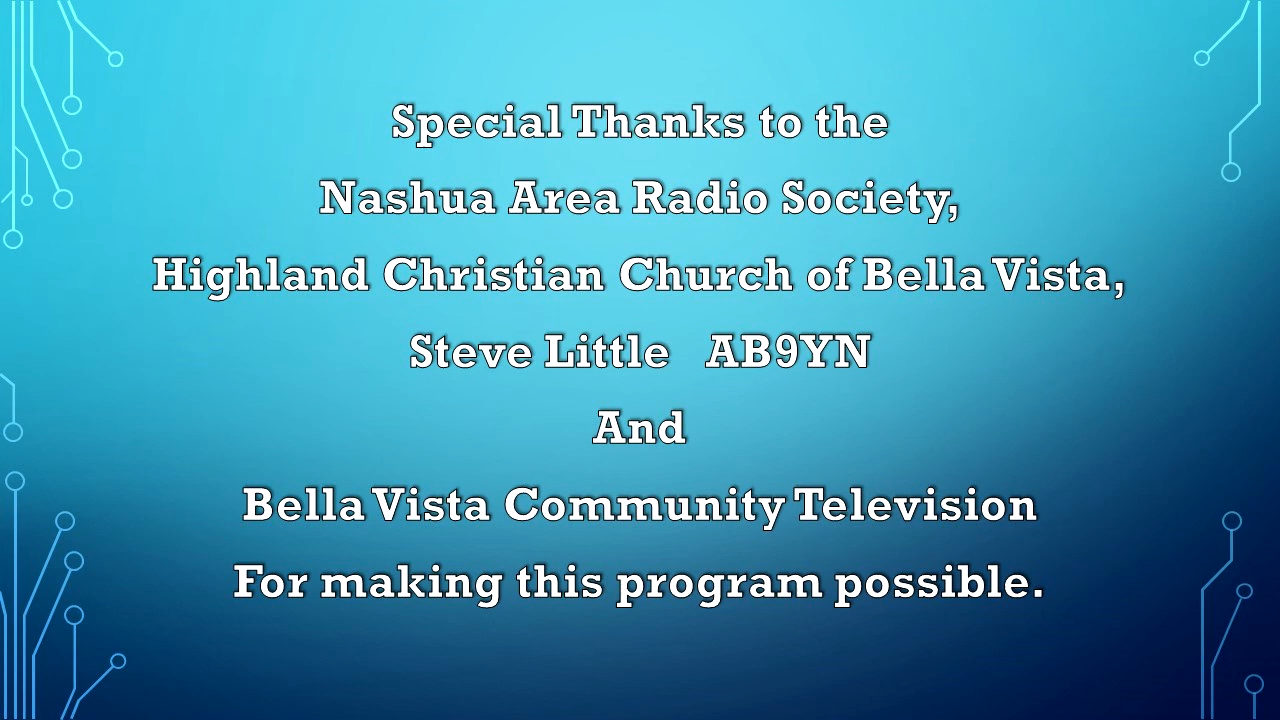 Special Thanks to the
Nashua Area Radio Society,
Highland Christian Church of Bella Vista,
Steve Little AB9YN
And
Bella Vista Community Television
For making this program possible.